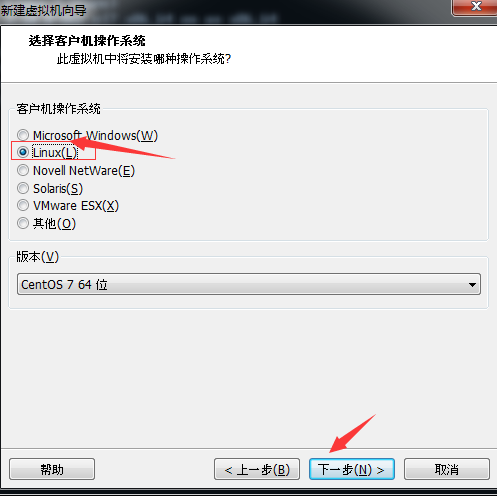 新建虚拟机向导
选择客户机操作系统
此虚拟机中将安装哪种操作系统?
客户机操作系统
Microsoft Windows(W)
Linux(L)
Novell NetWare(E)
Solaris(S)
VMware ESX(X)
其他(O)
版本(V)
CentOS 7 64 位
帮助
< 上一步(B)
下一步(N) >
取消